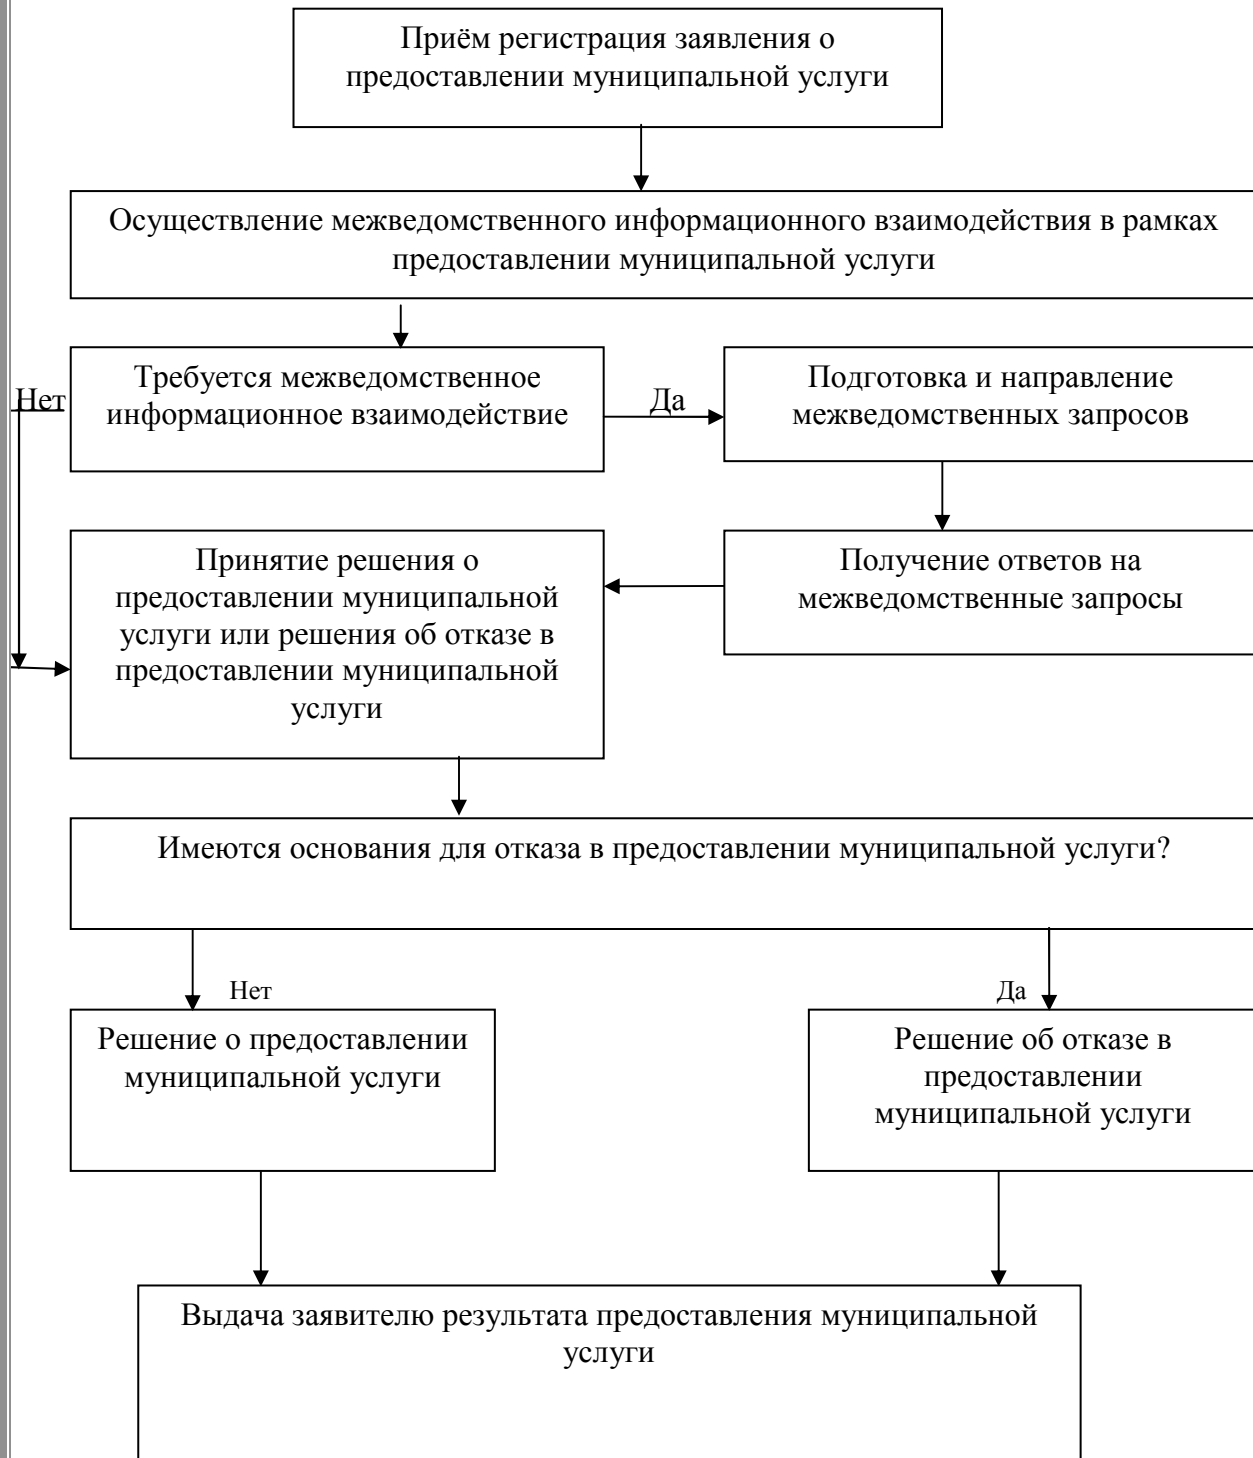 Приём регистрация заявления о
предоставлении муниципальной услуги
Осуществление межведомственного информационного взаимодействия в рамках
предоставлении муниципальной услуги
Нет
Требуется межведомственное
информационное взаимодействие
Да
Подготовка и направление
межведомственных запросов
Принятие решения о
предоставлении муниципальной
услуги или решения об отказе в
предоставлении муниципальной
услуги
Получение ответов на
межведомственные запросы
Имеются основания для отказа в предоставлении муниципальной услуги?
Нет
Да
Решение о предоставлении
муниципальной услуги
Решение об отказе в
предоставлении
муниципальной услуги
Выдача заявителю результата предоставления муниципальной
услуги